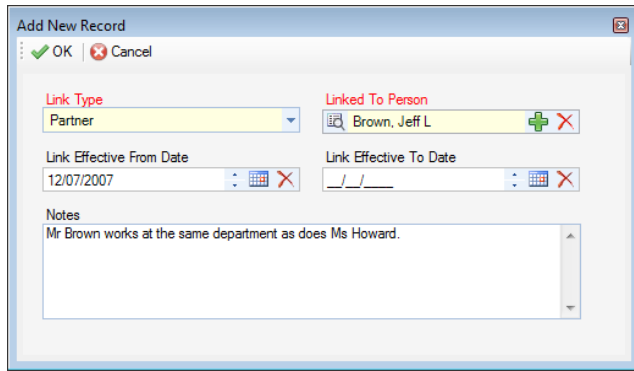 Add New Record
OK Cancel
Link Type Linked To Person
Partner Brown, Jeff L
Link Effective From Date Link Effective To Date
12/07/2007 __/__/____
Notes
Mr Brown works at the same department as does Ms Howard.